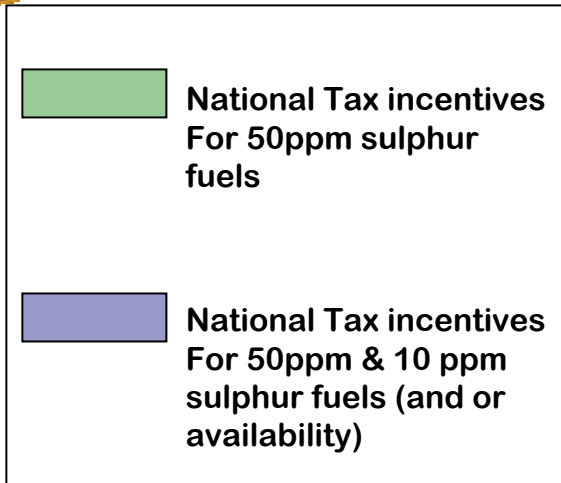 National Tax incentives
For 50ppm sulphur
fuels
National Tax incentives
For 50ppm & 10 ppm
sulphur fuels (and or
availability)